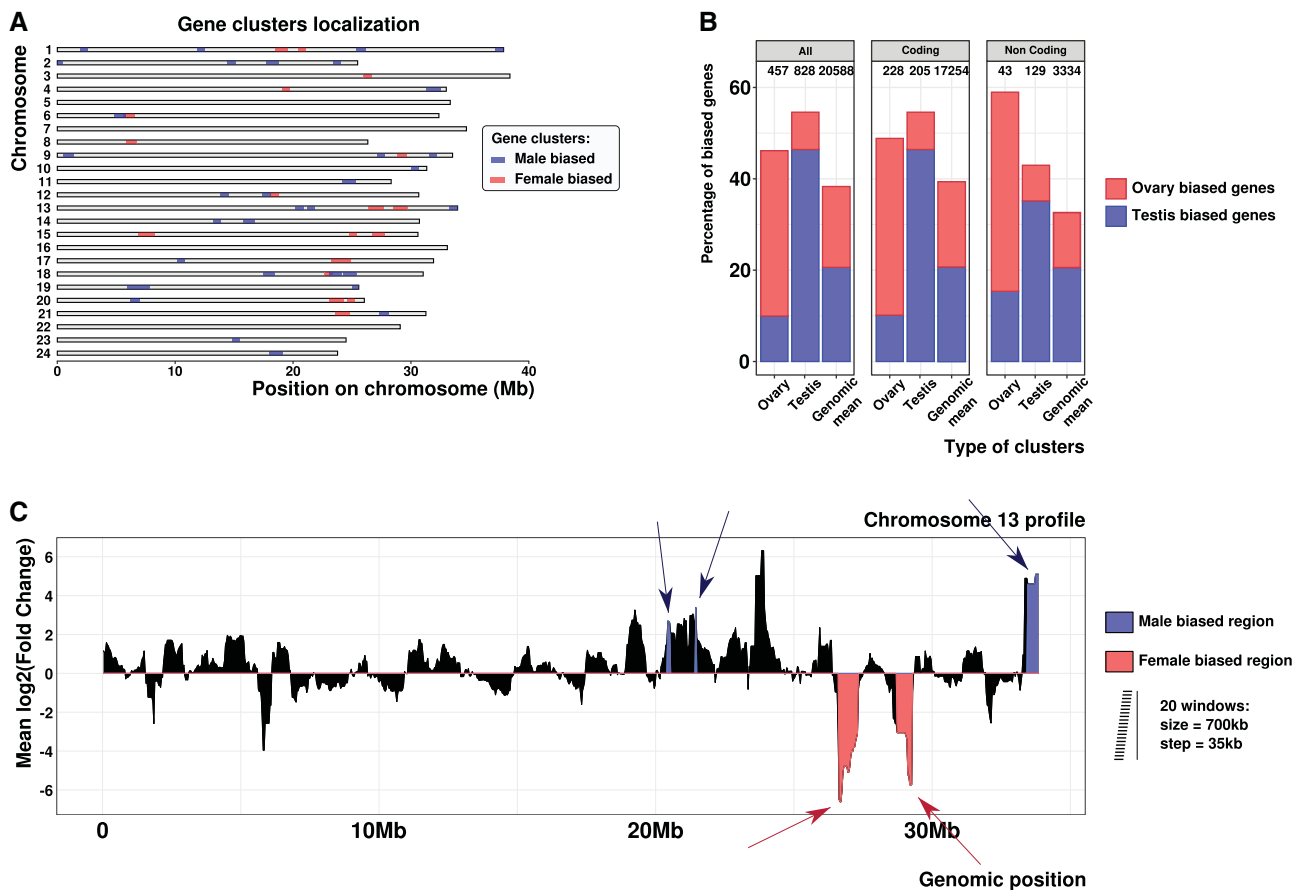 A
Gene clusters localization
Chromosome
1
2
3
4
5
6
7
8
9
10
11
12
13
14
15
16
17
18
19
20
21
22
23
24
0 10 20 30 40
Position on chromosome (Mb)
Gene clusters:
Male biased
Female biased
B
Percentage of biased genes
60
40
20
0
All Coding Non Coding
457 828 20588 228 205 17254 43 129 3334
Ovary Testis Genomic mean Ovary Testis Genomic mean Ovary Testis Genomic mean
Type of clusters
Ovary biased genes
Testis biased genes
C
Chromosome 13 profile
Mean log2(Fold Change)
6
4
2
0
-2
-4
-6
0 10Mb 20Mb 30Mb
Genomic position
Male biased region
Female biased region
20 windows:
size = 700kb
step = 35kb